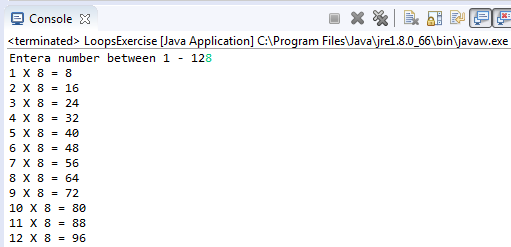 Console
<terminated> LoopsExercise [Java Application] C:\Program Files\Java\jre1.8.0_66\bin\javaw.exe
Entera number between 1 - 128
1 X 8 = 8
2 X 8 = 16
3 X 8 = 24
4 X 8 = 32
5 X 8 = 40
6 X 8 = 48
7 X 8 = 56
8 X 8 = 64
9 X 8 = 72
10 X 8 = 80
11 X 8 = 88
12 X 8 = 96